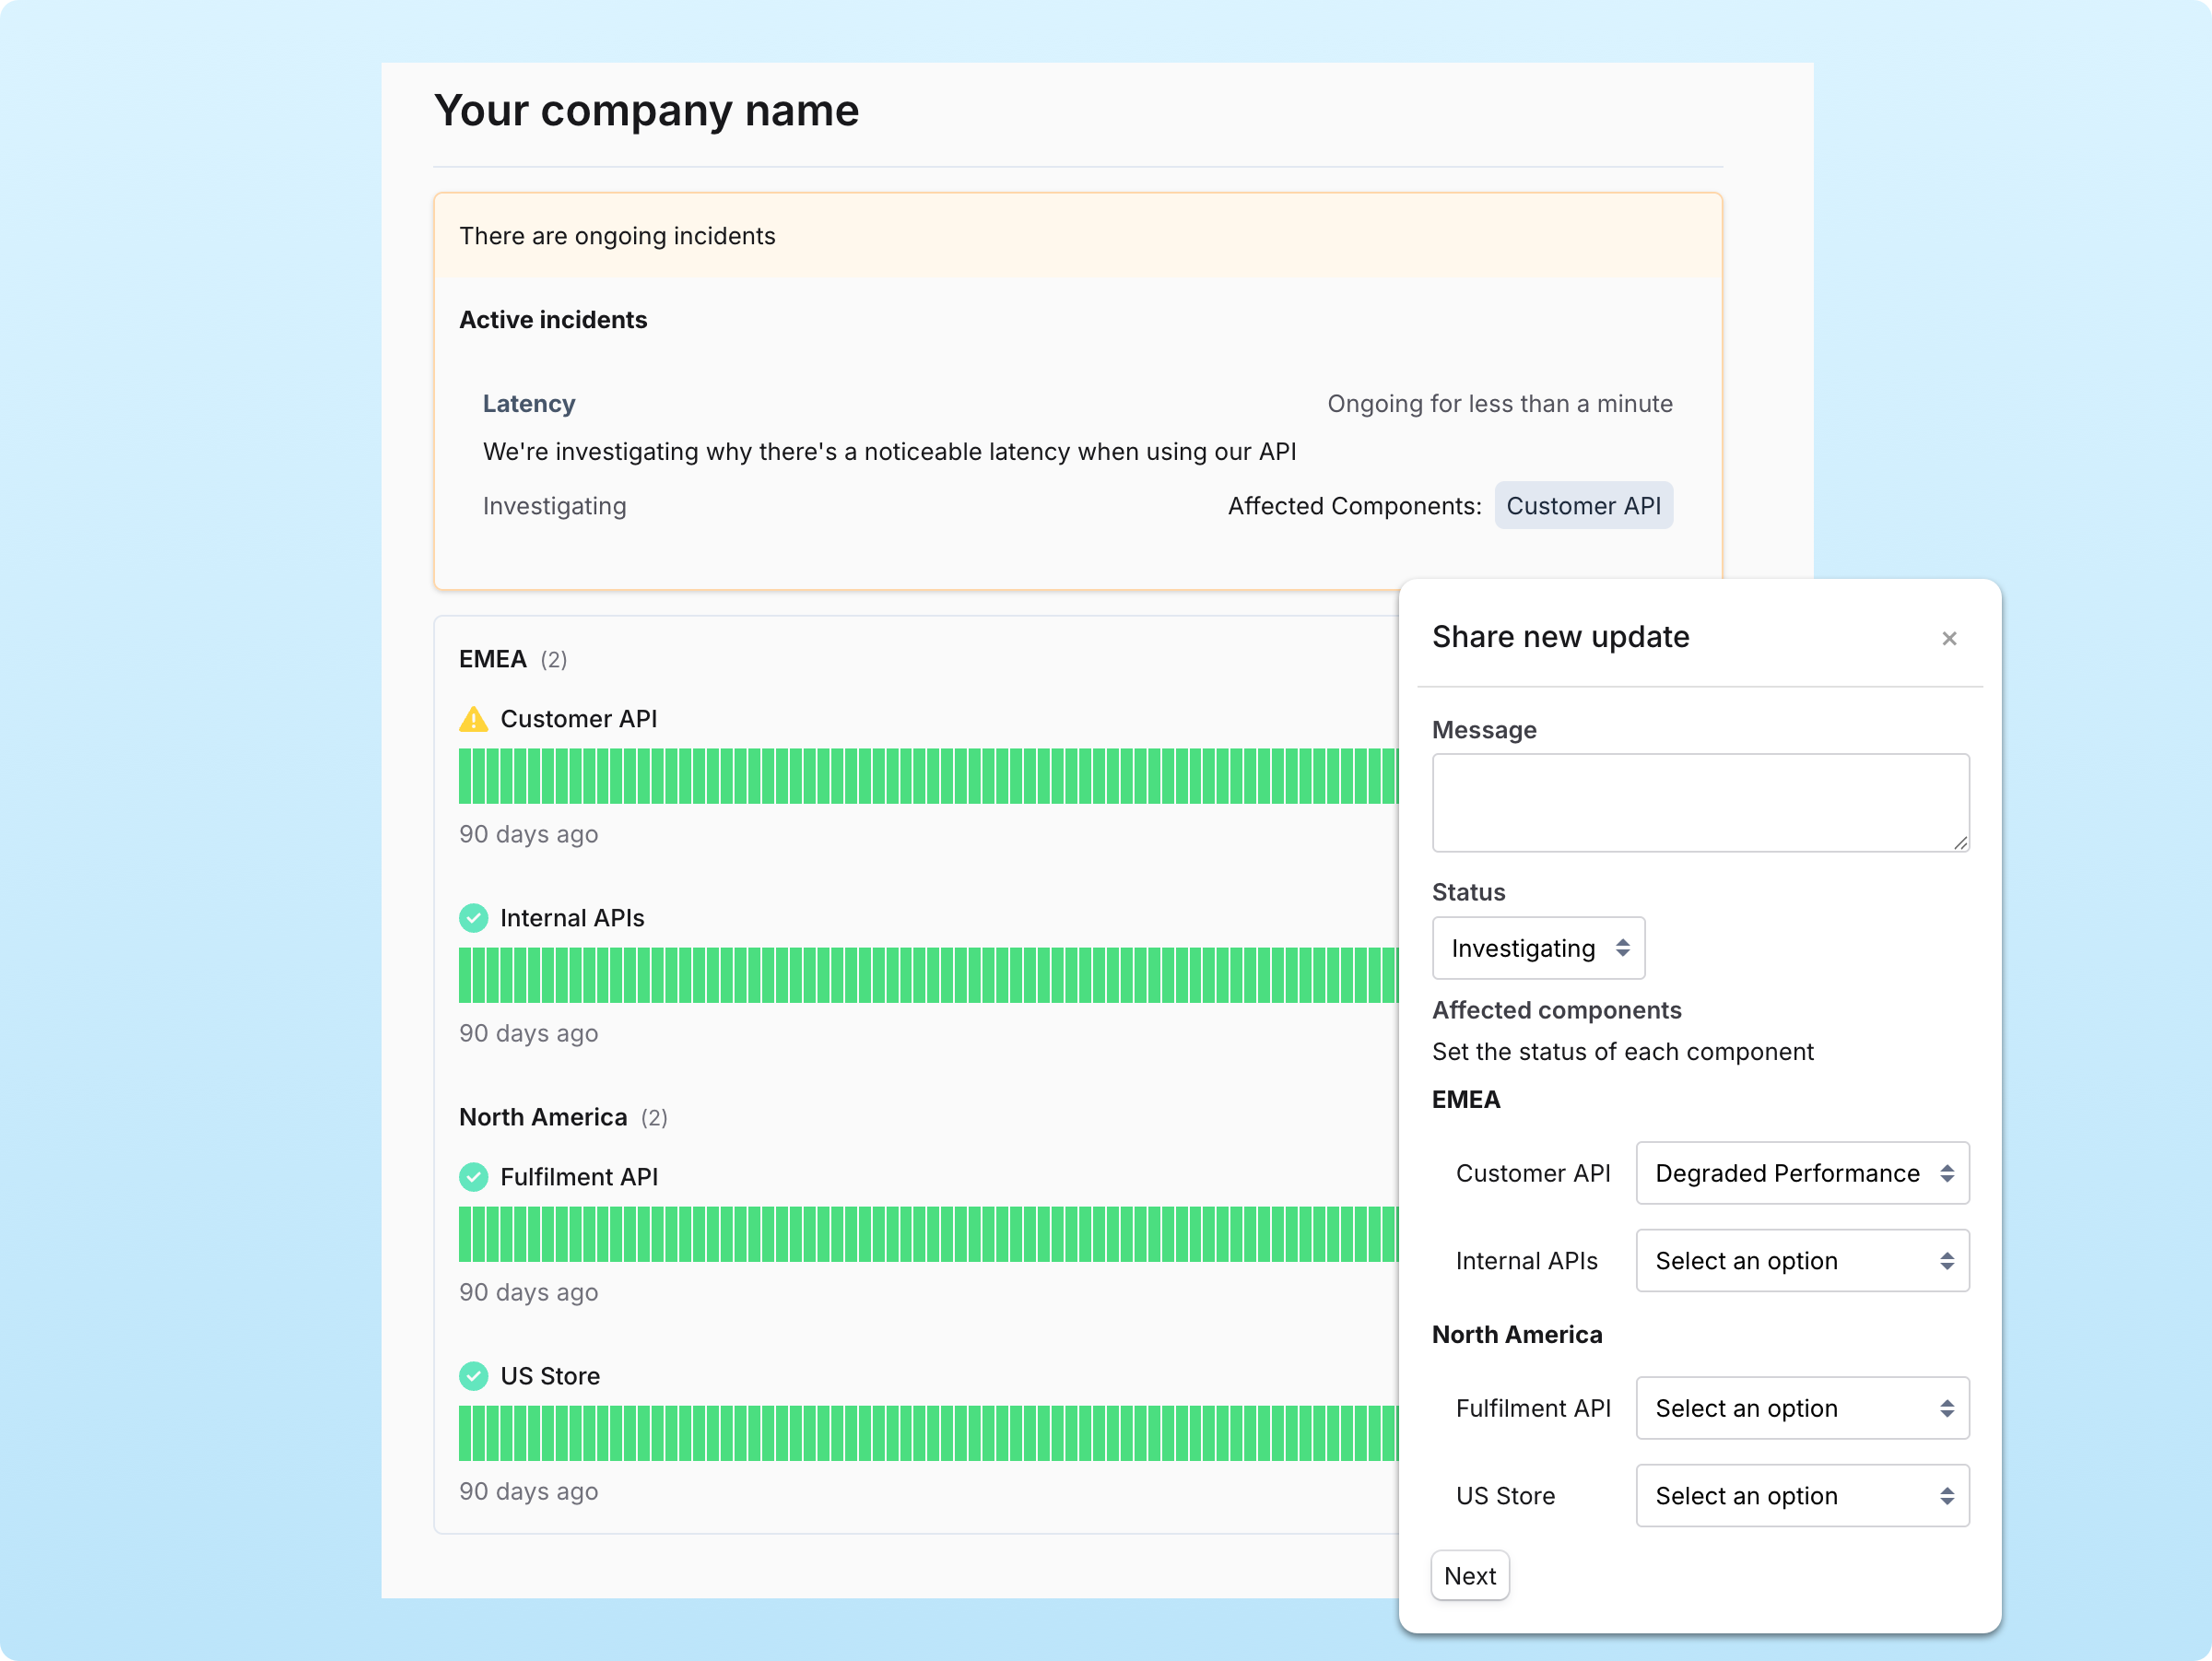 Your company name
There are ongoing incidents
Active incidents
Latency
Ongoing for less than a minute
We're investigating why there's a noticeable latency when using our API
Investigating
Affected Components: Customer API
EMEA (2)
Customer API
90 days ago
Internal APIs
90 days ago
North America (2)
Fulfilment API
90 days ago
US Store
90 days ago
Share new update
Message
Status
Investigating
Affected components
Set the status of each component
EMEA
Customer API Degraded Performance
Internal APIs Select an option
North America
Fulfilment API Select an option
US Store Select an option
Next